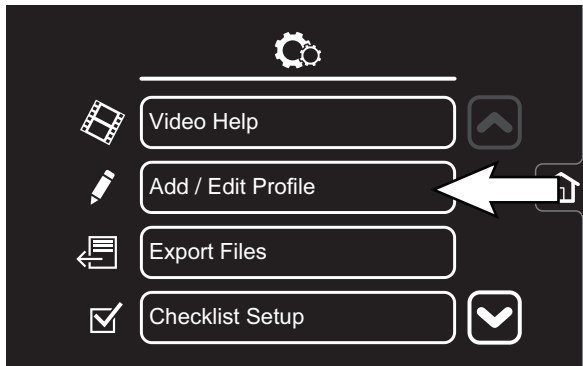 Video Help
Add / Edit Profile
Export Files
Checklist Setup